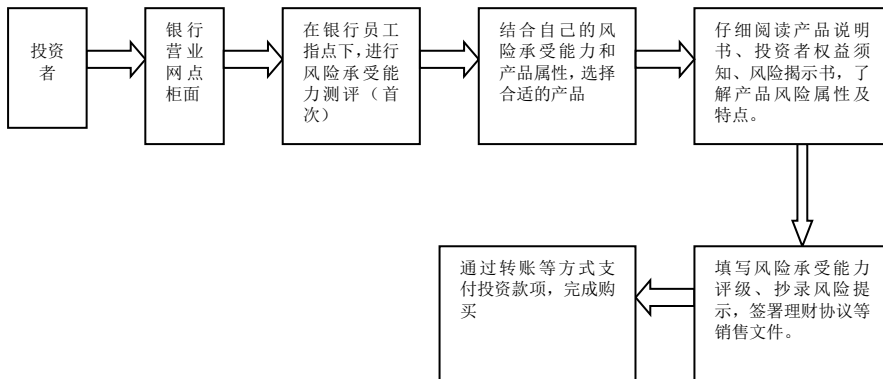 投资
者
银行
营业
网点
柜面
在银行员工
指点下，进行
风险承受能
力测评（首
次）
结合自己的风
险承受能力和
产品属性，选择
合适的产品
仔细阅读产品说明
书、投资者权益须
知、风险揭示书，了
解产品风险属性及
特点。
填写风险承受能力
评级、抄录风险提
示，签署理财协议等
销售文件。
通过转账等方式支
付投资款项，完成购
买